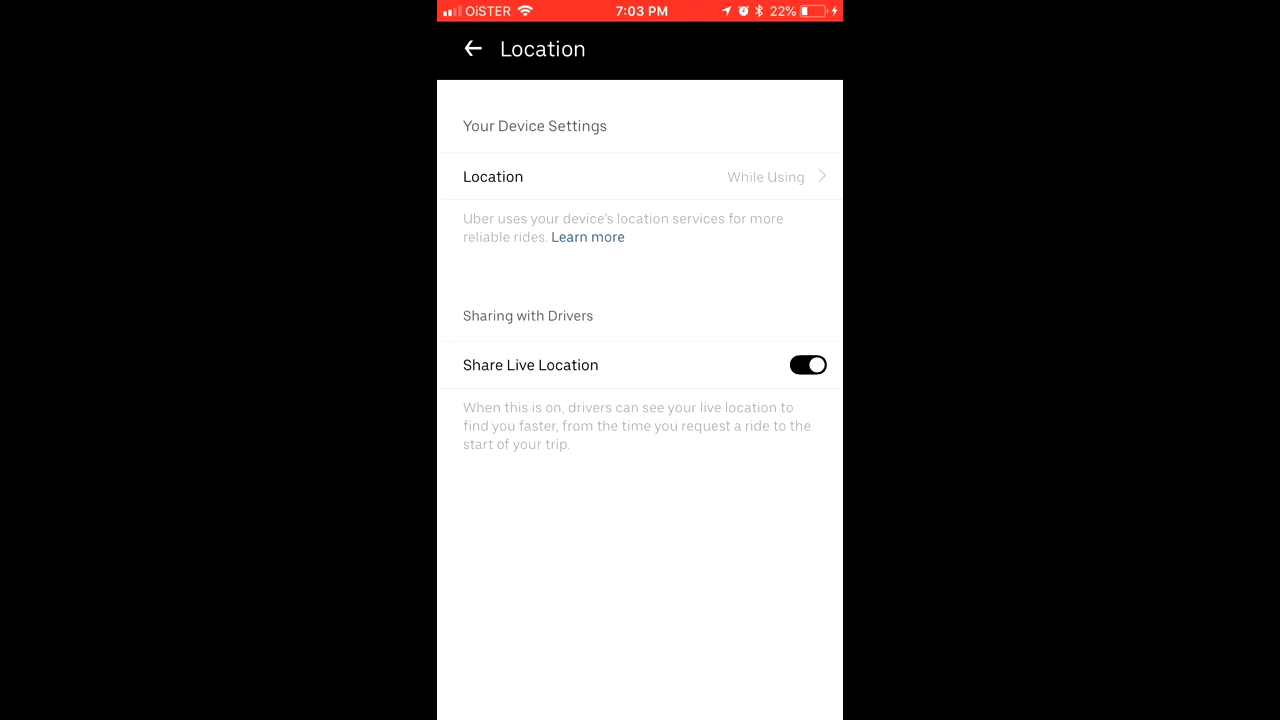 OiSTER 7:03 PM 22%
Location
Your Device Settings
Location While Using
Uber uses your device's location services for more
reliable rides. Learn more
Sharing with Drivers
Share Live Location
When this is on, drivers can see your live location to
find you faster, from the time you request a ride to the
start of your trip.